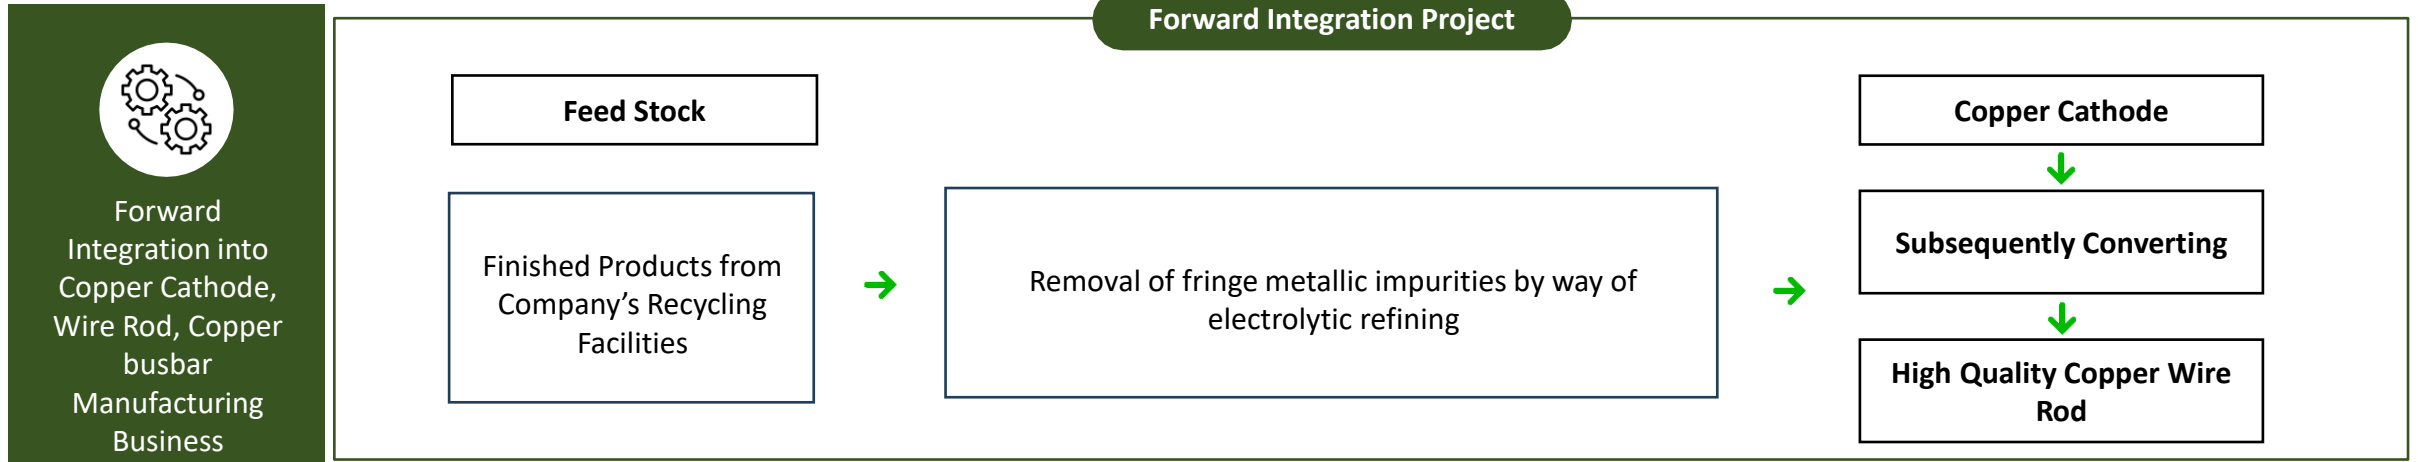 Forward Integration Project
Forward
Integration into
Copper Cathode,
Wire Rod, Copper
busbar
Manufacturing
Business
Feed Stock
Finished Products from
Company’s Recycling
Facilities
Removal of fringe metallic impurities by way of
electrolytic refining
Copper Cathode
Subsequently Converting
High Quality Copper Wire
Rod